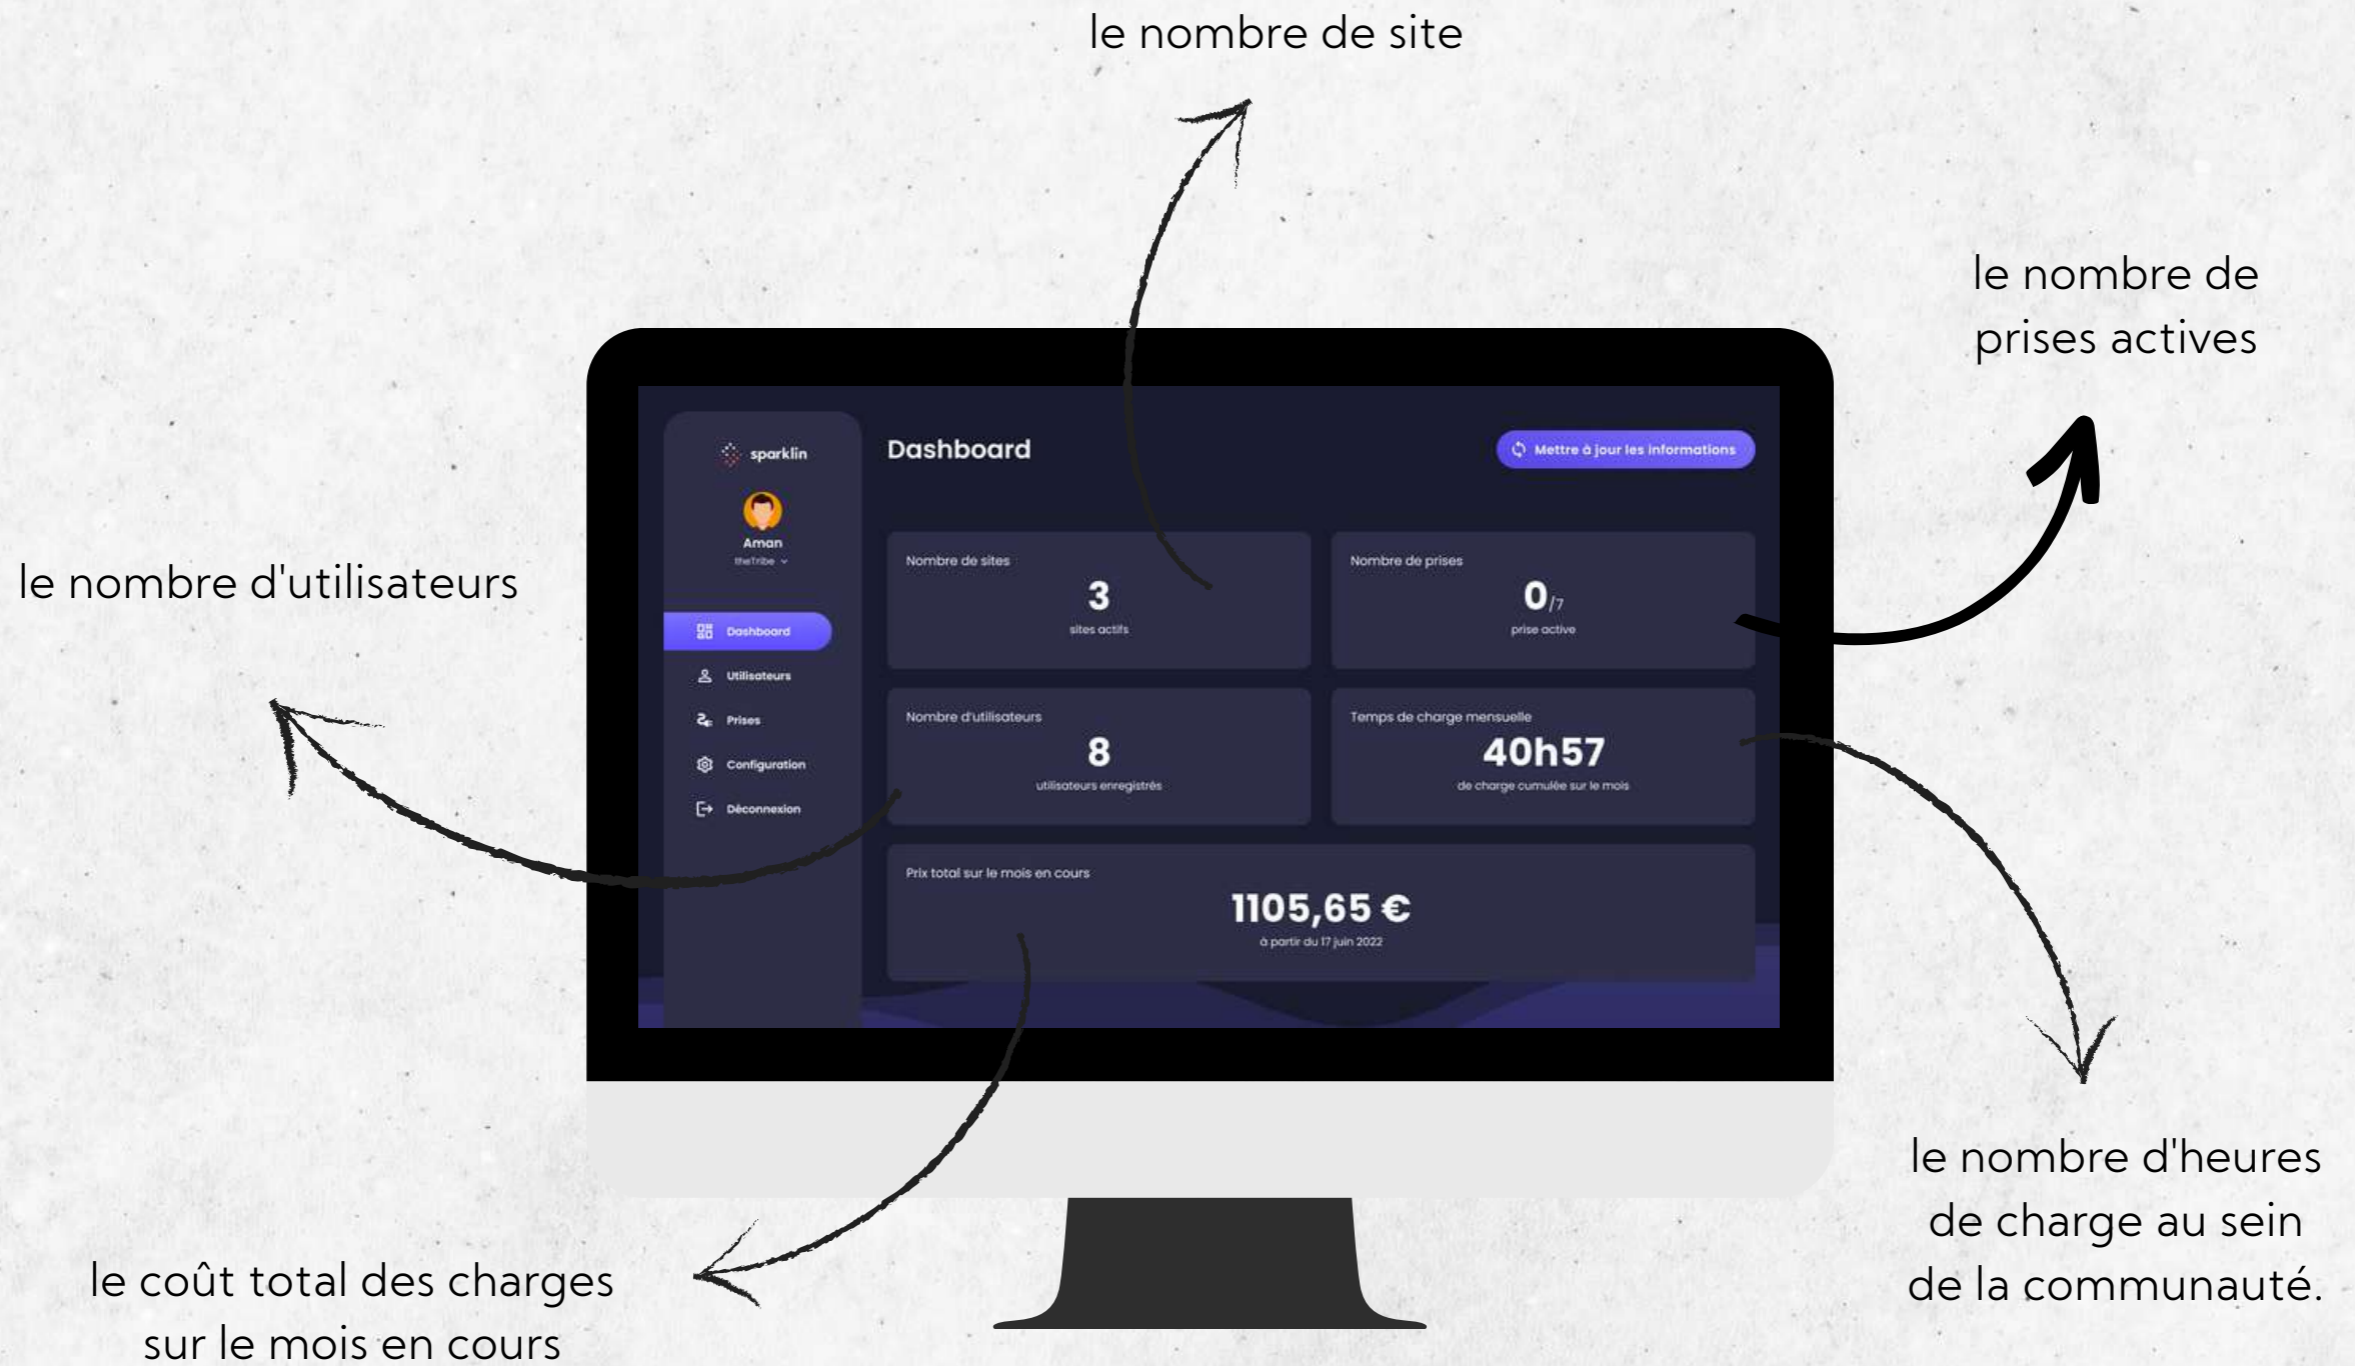 le nombre de site
le nombre de
prises actives
le nombre d'utilisateurs
sparklin
Aman
theTribe
Dashboard
Utilisateurs
Prises
Configuration
Déconnexion
Dashboard
Mettre à jour les informations
Nombre de sites
3
sites actifs
Nombre de prises
0/7
prise active
Nombre d'utilisateurs
8
utilisateurs enregistrés
Temps de charge mensuelle
40h57
de charge cumulée sur le mois
Prix total sur le mois en cours
1105,65 €
à partir du 17 juin 2022
le nombre d'heures
de charge au sein
de la communauté.
le coût total des charges
sur le mois en cours